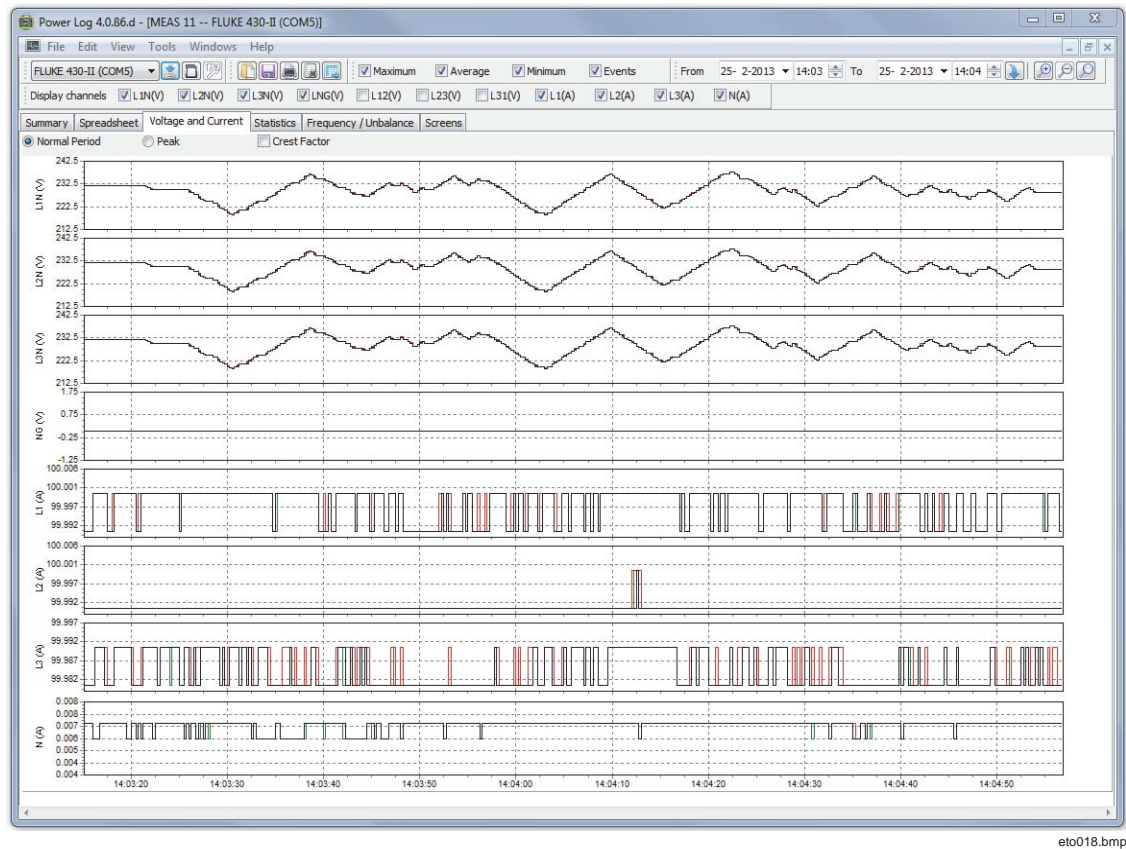 Power Log 4.0.86.d - [MEAS 11 -- FLUKE 430-II (COM5)]
File Edit View Tools Windows Help
FLUKE 430-II (COM5) Maximum Average Minimum Events From 25- 2-2013 14:03 To 25- 2-2013 14:04
Display channels L1N(V) L2N(V) L3N(V) LNG(V) L12(V) L23(V) L31(V) L1(A) L2(A) L3(A) N(A)
Summary Spreadsheet Voltage and Current Statistics Frequency / Unbalance Screens
Normal Period Peak Crest Factor
L1N (V)
242.5
232.5
222.5
212.5
L2N (V)
242.5
232.5
222.5
212.5
L3N (V)
242.5
232.5
222.5
212.5
NG (V)
1.75
0.75
-0.25
-1.25
L1 (A)
100.006
100.001
99.997
99.992
L2 (A)
100.006
100.001
99.997
99.992
L3 (A)
99.997
99.992
99.987
99.982
N (A)
0.008
0.008
0.007
0.006
0.005
0.004
0.004
14:03:20 14:03:30 14:03:40 14:03:50 14:04:00 14:04:10 14:04:20 14:04:30 14:04:40 14:04:50
eto018.bmp